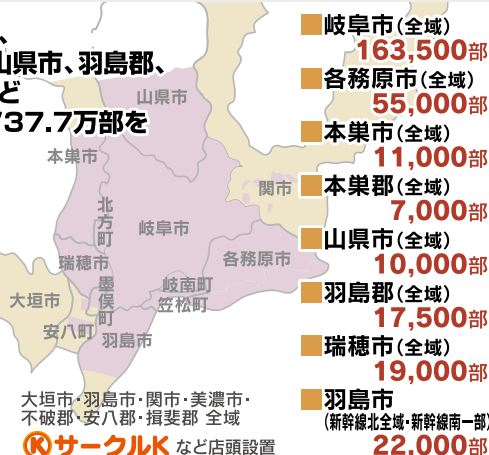 、
山県市、羽島郡、
ど
37.7万部を
山県市
本巣市
関市
北方町
岐阜市
瑞穂市
各務原市
墨俣町
岐南町
大垣市
笠松町
安八町
羽島市
大垣市・羽島市・関市・美濃市・
不破郡・安八郡・揖斐郡 全域
K サークルK など店頭設置
岐阜市(全域)
163,500部
各務原市(全域)
55,000部
本巣市(全域)
11,000部
本巣郡(全域)
7,000部
山県市(全域)
10,000部
羽島郡(全域)
17,500部
瑞穂市(全域)
19,000部
羽島市
(新幹線北全域・新幹線南一部)
22.000部